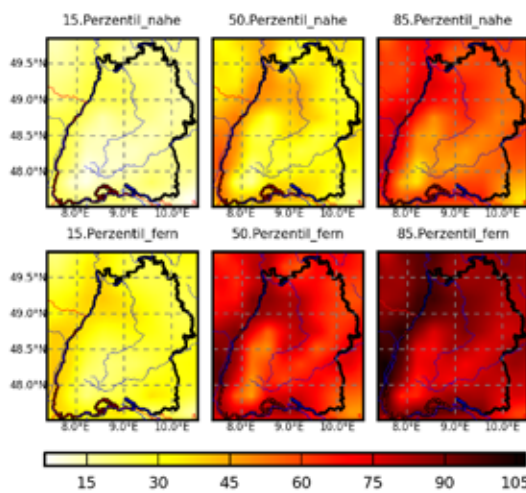 15.Perzentil_nahe 50.Perzentil_nahe 85.Perzentil_nahe
49.5°N
49.0°N
48.5°N
48.0°N
8.0°E 9.0°E 10.0°E 8.0°E 9.0°E 10.0°E 8.0°E 9.0°E 10.0°E
15.Perzentil_fern 50.Perzentil_fern 85.Perzentil_fern
49.5°N
49.0°N
48.5°N
48.0°N
8.0°E 9.0°E 10.0°E 8.0°E 9.0°E 10.0°E 8.0°E 9.0°E 10.0°E
15 30 45 60 75 90 105